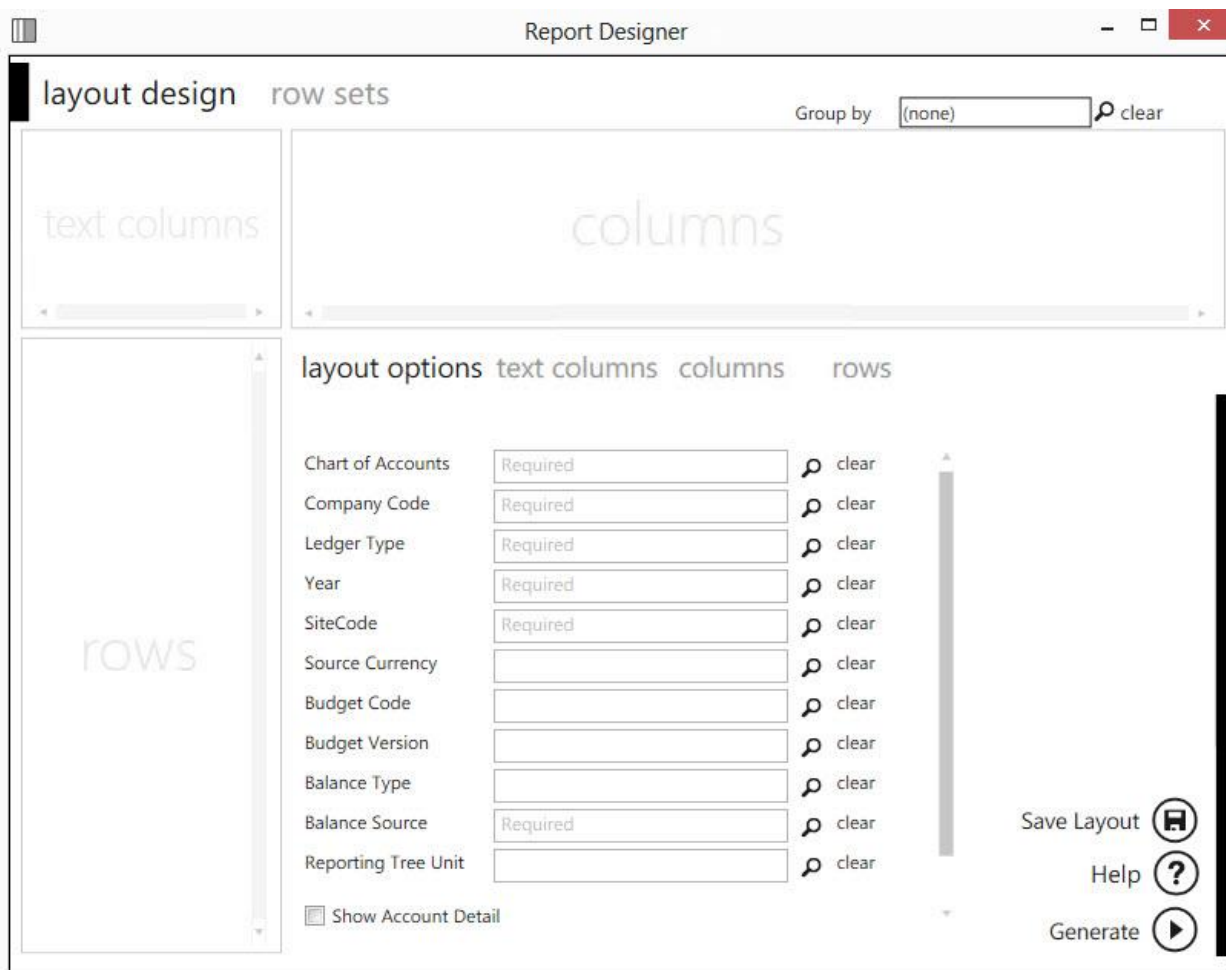 Report Designer
layout design row sets
Group by (none) clear
text columns columns
layout options text columns columns rows
Chart of Accounts Required clear
Company Code Required clear
Ledger Type Required clear
Year Required clear
SiteCode Required clear
rows
Source Currency clear
Budget Code clear
Budget Version clear
Balance Type clear
Balance Source Required clear
Reporting Tree Unit clear
Show Account Detail
Save Layout
Help ?
Generate